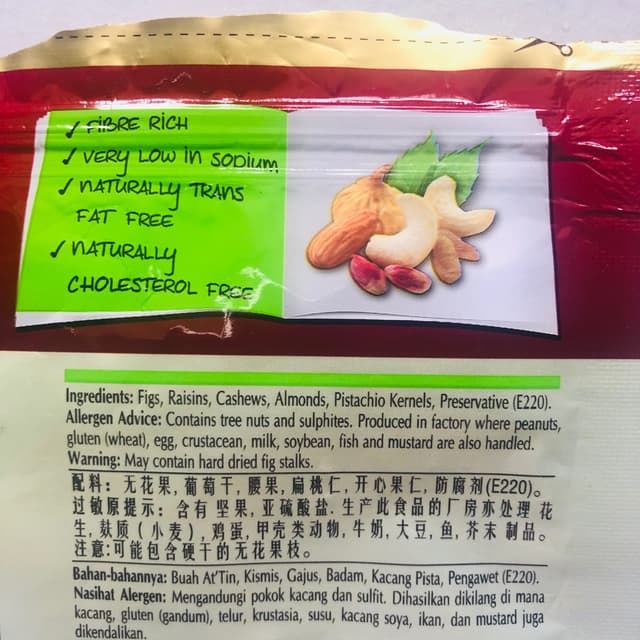 ✓ FIBRE RICH
✓ VERY LOW IN SODIUM
✓ NATURALLY TRANS
FAT FREE
✓ NATURALLY
CHOLESTEROL FREE
Ingredients: Figs, Raisins, Cashews, Almonds, Pistachio Kernels, Preservative (E220).
Allergen Advice: Contains tree nuts and sulphites. Produced in factory where peanuts,
gluten (wheat), egg, crustacean, milk, soybean, fish and mustard are also handled.
Warning: May contain hard dried fig stalks.
配料: 无花果, 葡萄干, 腰果, 扁桃仁, 开心果仁, 防腐剂(E220)。
过敏原提示: 含有 坚果, 亚硫酸盐. 生产此食品的厂房亦处理 花
生, 麸质 (小麦), 鸡蛋, 甲壳类动物, 牛奶, 大豆, 鱼, 芥末 制品。
注意:可能包含硬干的无花果枝。
Bahan-bahannya: Buah At'Tin, Kismis, Gajus, Badam, Kacang Pista, Pengawet (E220).
Nasihat Alergen: Mengandungi pokok kacang dan sulfit. Dihasilkan dikilang di mana
kacang, gluten (gandum), telur, krustasia, susu, kacang soya, ikan, dan mustard juga
dikendalikan.